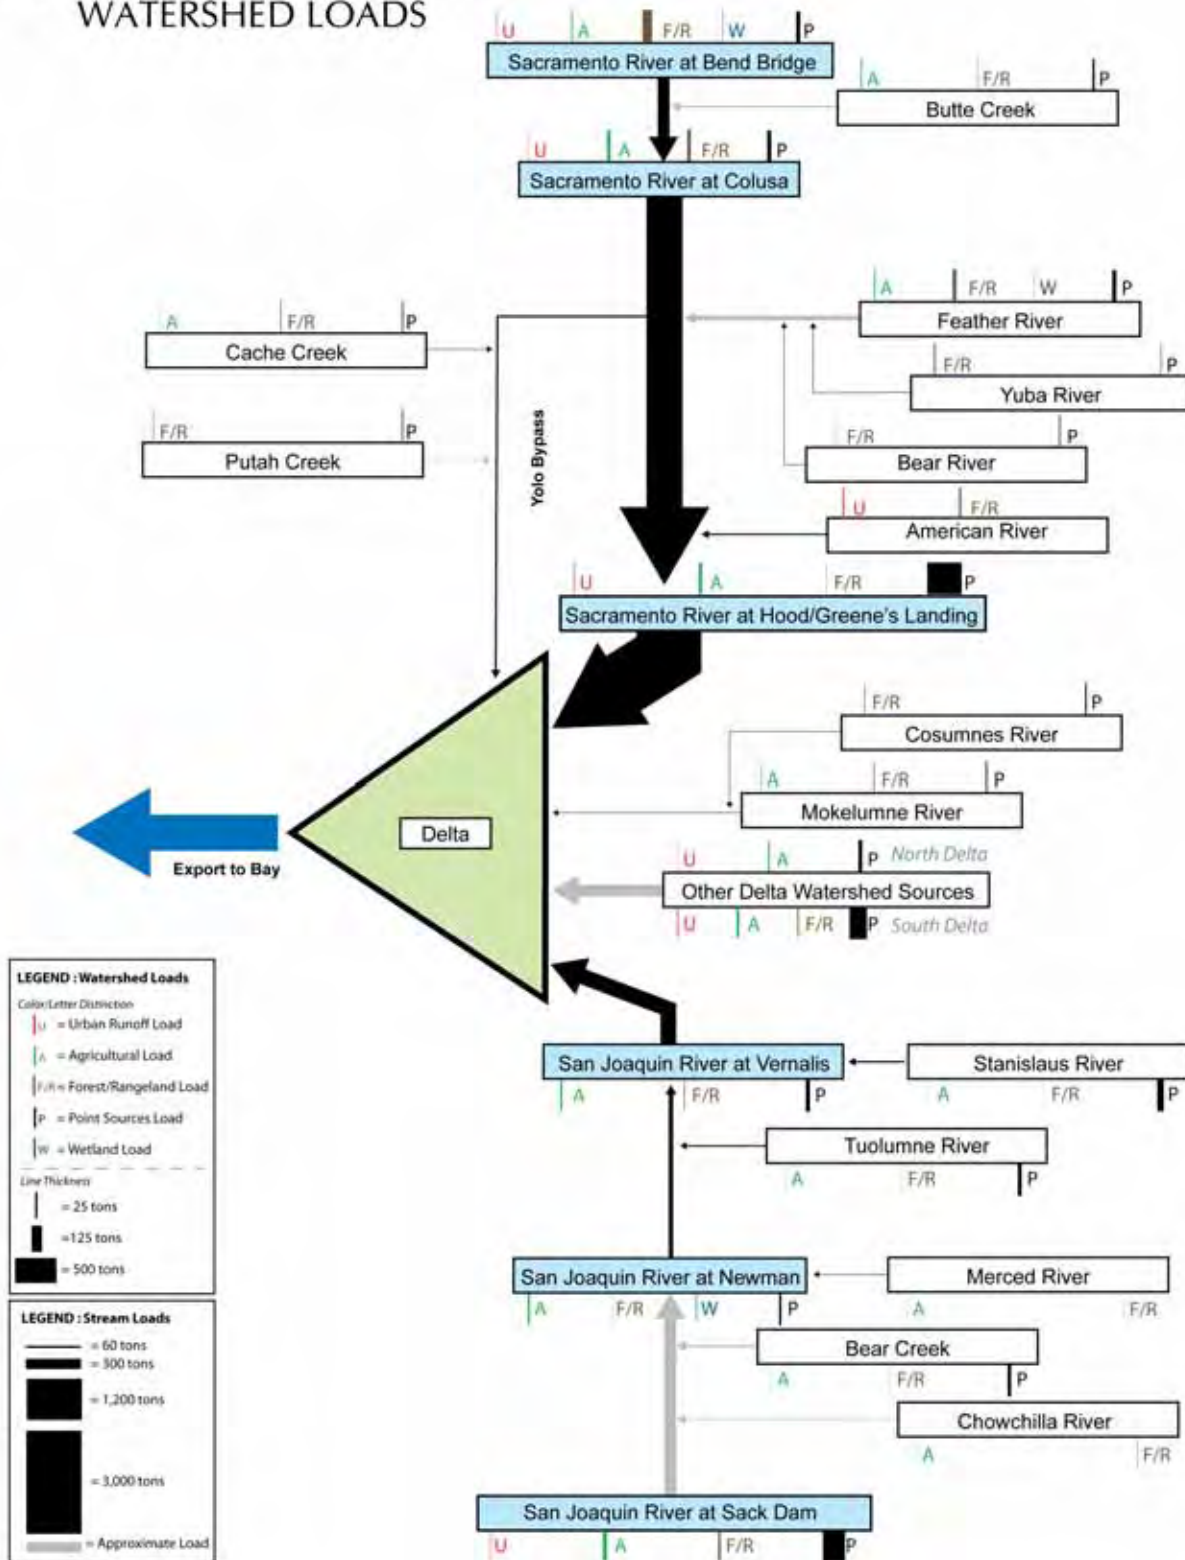 WATERSHED LOADS
U A F/R W P
Sacramento River at Bend Bridge
A F/R P
Butte Creek
U A F/R P
Sacramento River at Colusa
A F/R W P
Feather River
A F/R P
Cache Creek
F/R P
Yuba River
F/R P
Putah Creek
F/R P
Bear River
Yolo Bypass
U F/R
American River
U A F/R P
Sacramento River at Hood/Greene's Landing
F/R P
Cosumnes River
A F/R P
Mokelumne River
Delta
Export to Bay
U A P North Delta
Other Delta Watershed Sources
U A F/R P South Delta
San Joaquin River at Vernalis
A F/R P
Stanislaus River
A F/R P
Tuolumne River
A F/R P
San Joaquin River at Newman
A F/R W P
Merced River
A F/R
Bear Creek
A F/R P
Chowchilla River
A F/R
San Joaquin River at Sack Dam
U A F/R P
LEGEND : Watershed Loads
Color/Letter Distinction
U = Urban Runoff Load
A = Agricultural Load
F/R = Forest/Rangeland Load
P = Point Sources Load
W = Wetland Load
Line Thickness
= 25 tons
=125 tons
= 500 tons
LEGEND : Stream Loads
= 60 tons
= 300 tons
= 1,200 tons
= 3,000 tons
= Approximate Load